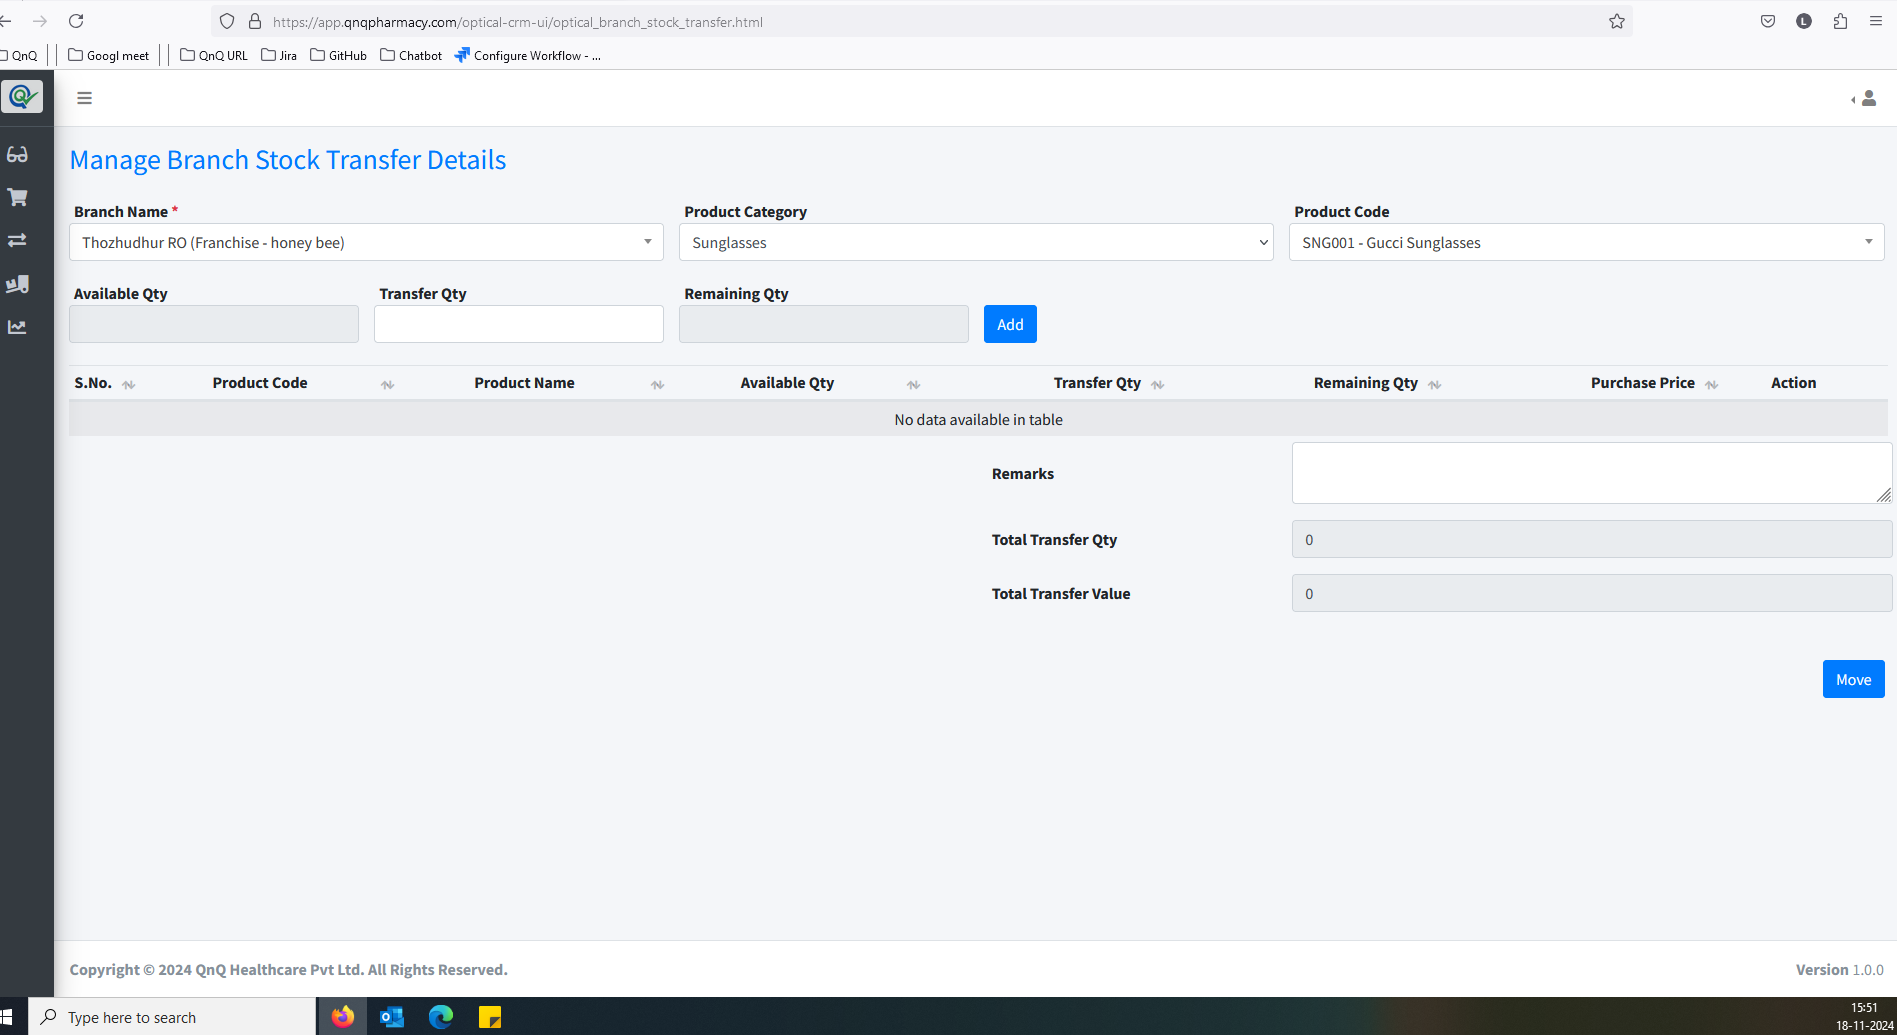 https://app.qnqpharmacy.com/optical-crm-ui/optical_branch_stock_transfer.html
L
QnQ
Googl meet
QnQ URL
Jira
GitHub
Chatbot
Configure Workflow - ...
Manage Branch Stock Transfer Details
Branch Name * Product Category Product Code
Thozhudhur RO (Franchise - honey bee) Sunglasses SNG001 - Gucci Sunglasses
Available Qty Transfer Qty Remaining Qty
Add
S.No. Product Code Product Name Available Qty Transfer Qty Remaining Qty Purchase Price Action
No data available in table
Remarks
Total Transfer Qty 0
Total Transfer Value 0
Move
Copyright © 2024 QnQ Healthcare Pvt Ltd. All Rights Reserved. Version 1.0.0
Type here to search
15:51
18-11-2024